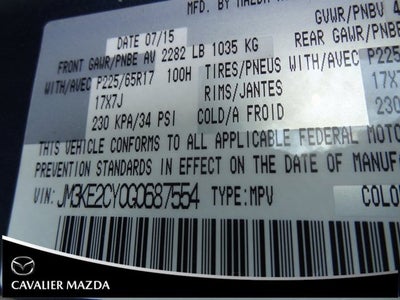 MFD. BY MAZDA
DATE 07/15 GVWR/PNBV
FRONT GAWR/PNBE AV 2282 LB 1035 KG REAR GAWR/PNBE
WITH/AVEC P225/65R17 100H TIRES/PNEUS WITH/AVEC P225
17X7J RIMS/JANTES 17X7
230 KPA/34 PSI COLD/A FROID 230
THIS VEHICLE CONFORMS TO ALL APPLICABLE FEDERAL MOTO
PREVENTION STANDARDS IN EFFECT ON THE DATE OF MANUFA
VIN: JM3KE2CY0G0687554 TYPE: MPV COLO
CAVALIER MAZDA